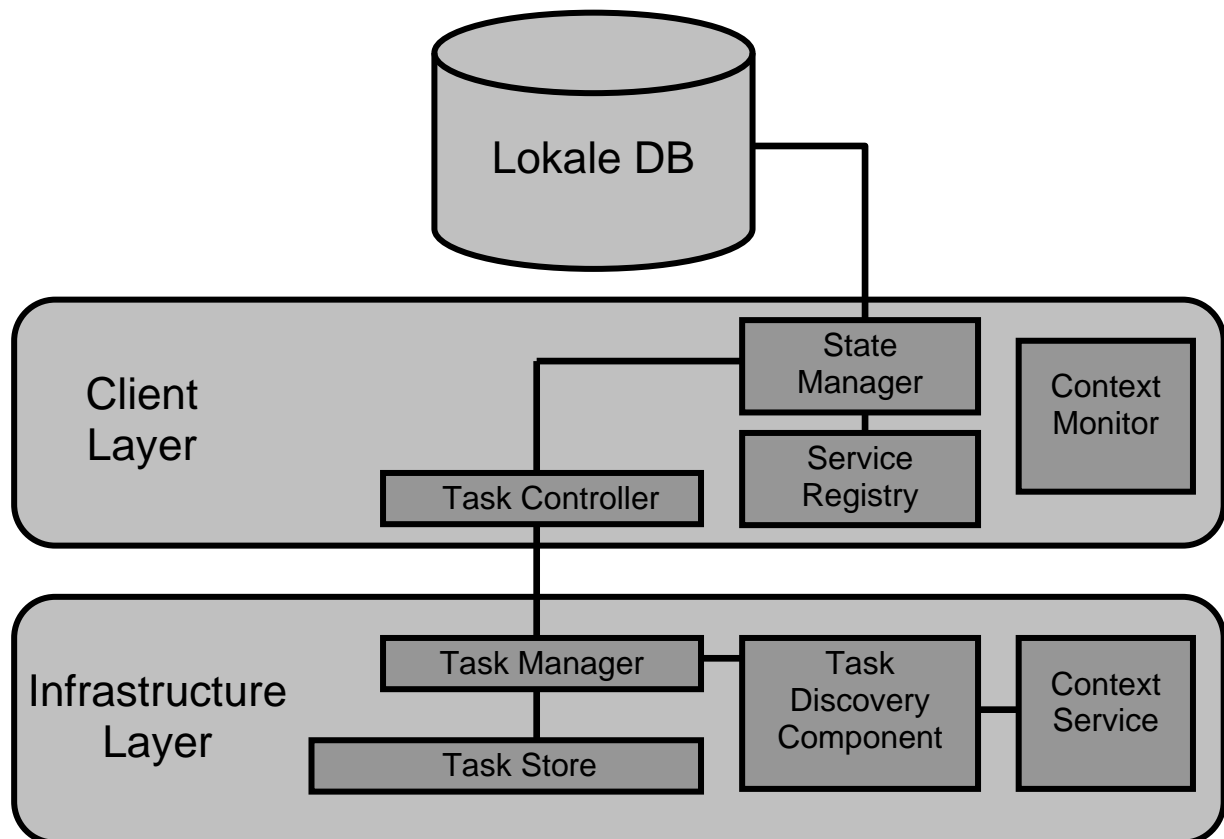 Lokale DB
Client
Layer
State
Manager
Context
Monitor
Service
Registry
Task Controller
Infrastructure
Layer
Task Manager
Task
Discovery
Component
Context
Service
Task Store